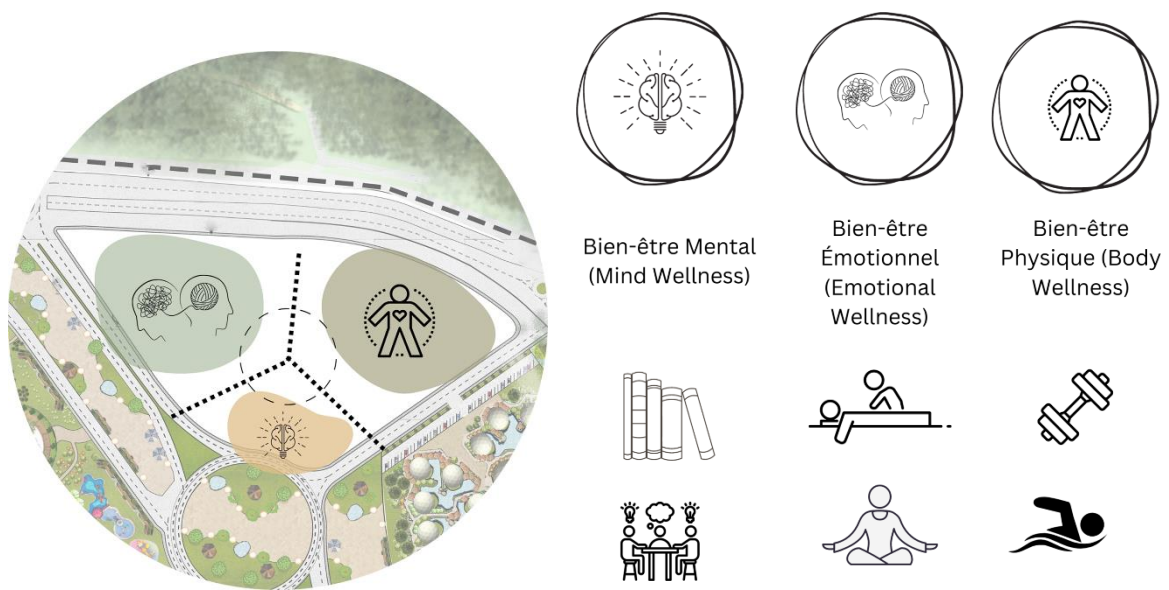 Bien-être Mental
(Mind Wellness)
Bien-être
Émotionnel
(Emotional
Wellness)
Bien-être
Physique (Body
Wellness)